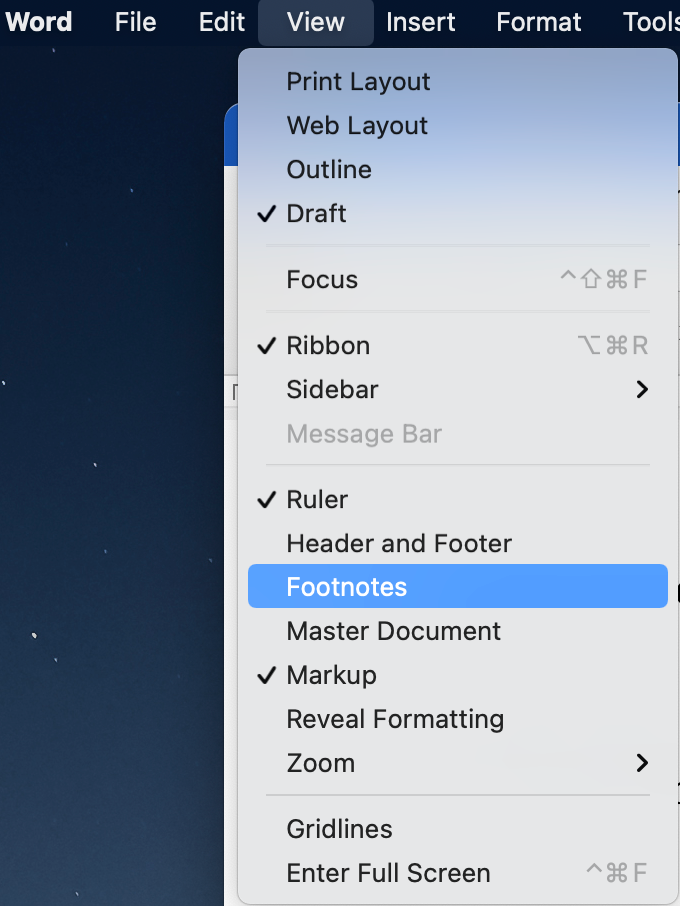 Word File Edit View Insert Format Tools
Print Layout
Web Layout
Outline
✓ Draft
Focus ^⇧⌘F
✓ Ribbon ⌥⌘R
Sidebar >
Message Bar
✓ Ruler
Header and Footer
Footnotes
Master Document
✓ Markup
Reveal Formatting
Zoom >
Gridlines
Enter Full Screen ^⌘F